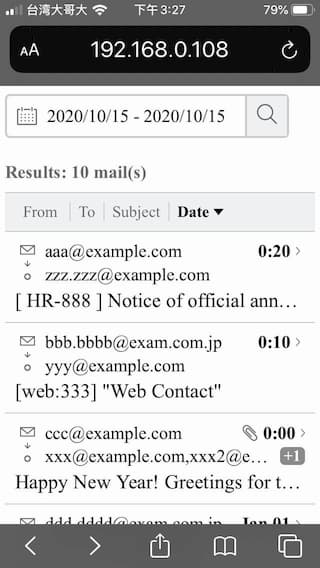 台湾大哥大 下午 3:27 79%
AA 192.168.0.108
2020/10/15 - 2020/10/15
Results: 10 mail(s)
From To Subject Date
aaa@example.com 0:20
zzz.zzz@example.com
[ HR-888 ] Notice of official ann…
bbb.bbbb@exam.com.jp 0:10
yyy@example.com
[web:333] "Web Contact"
ccc@example.com 0:00
xxx@example.com,xxx2@e… +1
Happy New Year! Greetings for t…
ddd.dddd@exam.com.jp Jan 01